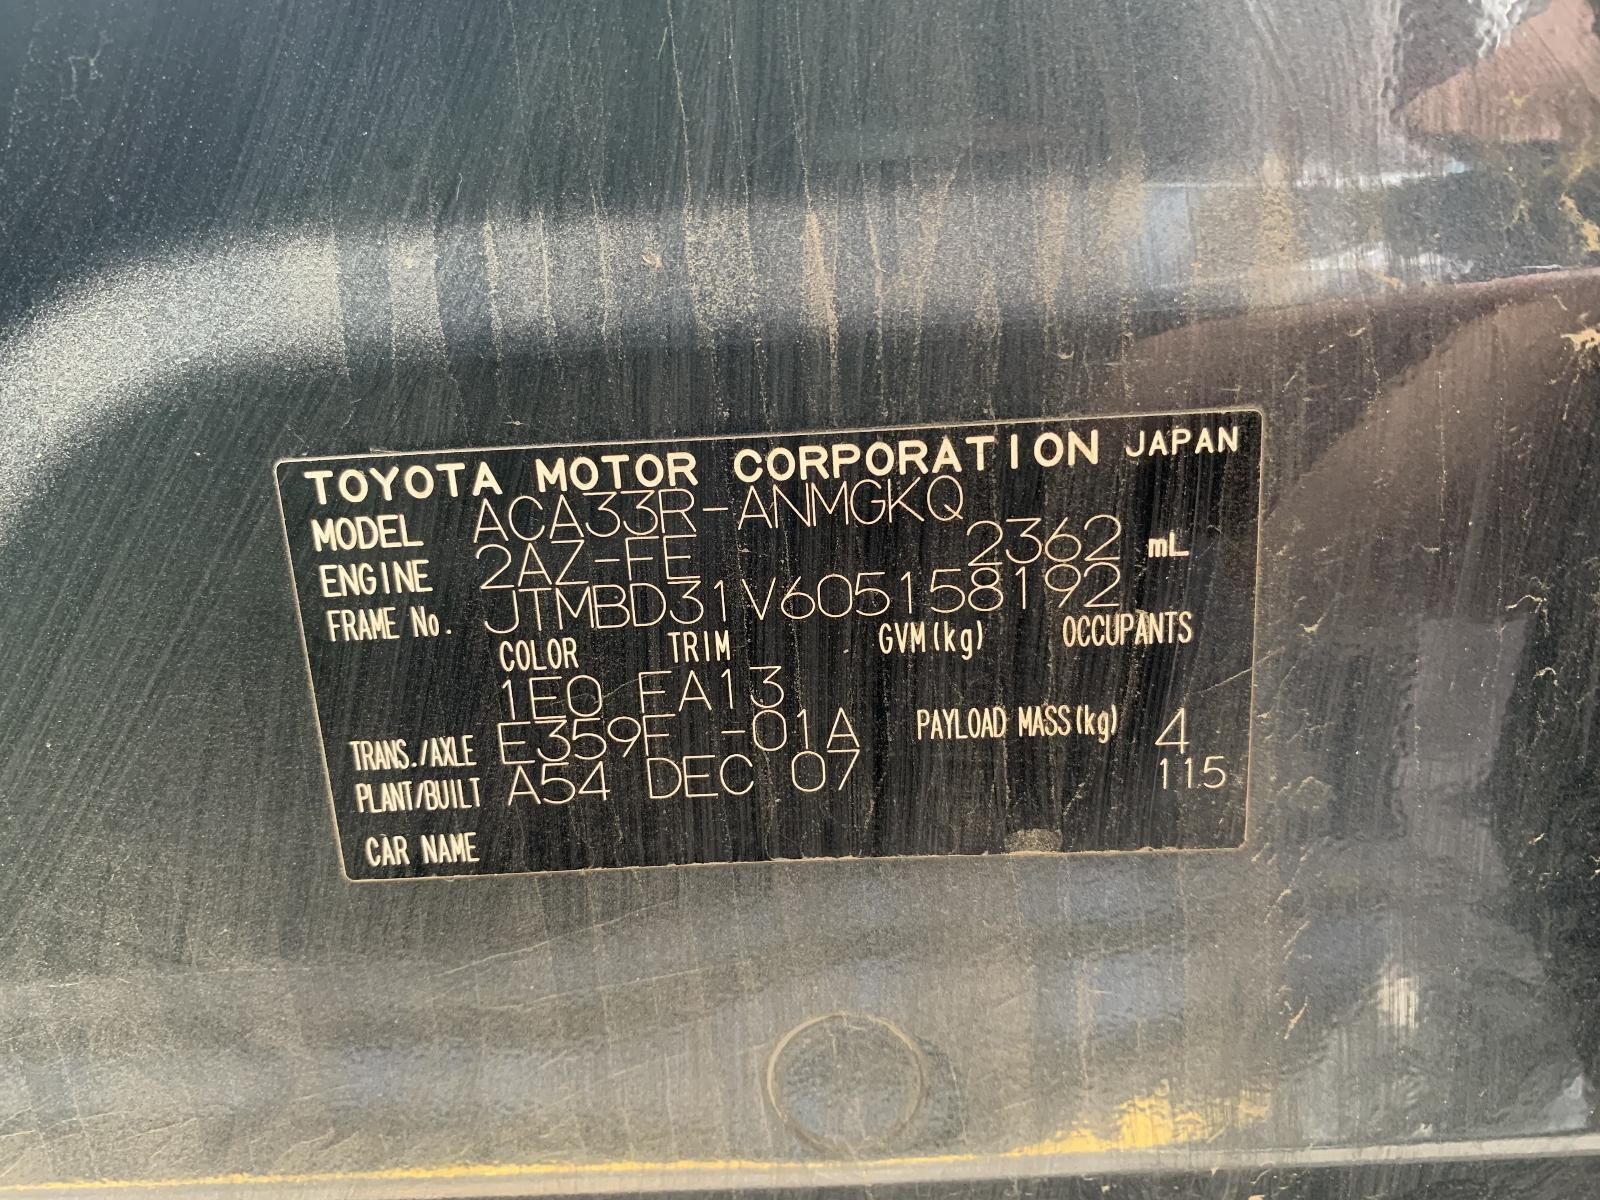 TOYOTA MOTOR CORPORATION JAPAN
MODEL ACA33R-ANMGKQ
ENGINE 2AZ-FE 2362 mL
FRAME No. JTMBD31V605158192
COLOR TRIM GVM(kg) OCCUPANTS
1E0 FA13
TRANS./AXLE E359F -01A PAYLOAD MASS(kg) 4
PLANT/BUILT A54 DEC 07 115
CAR NAME